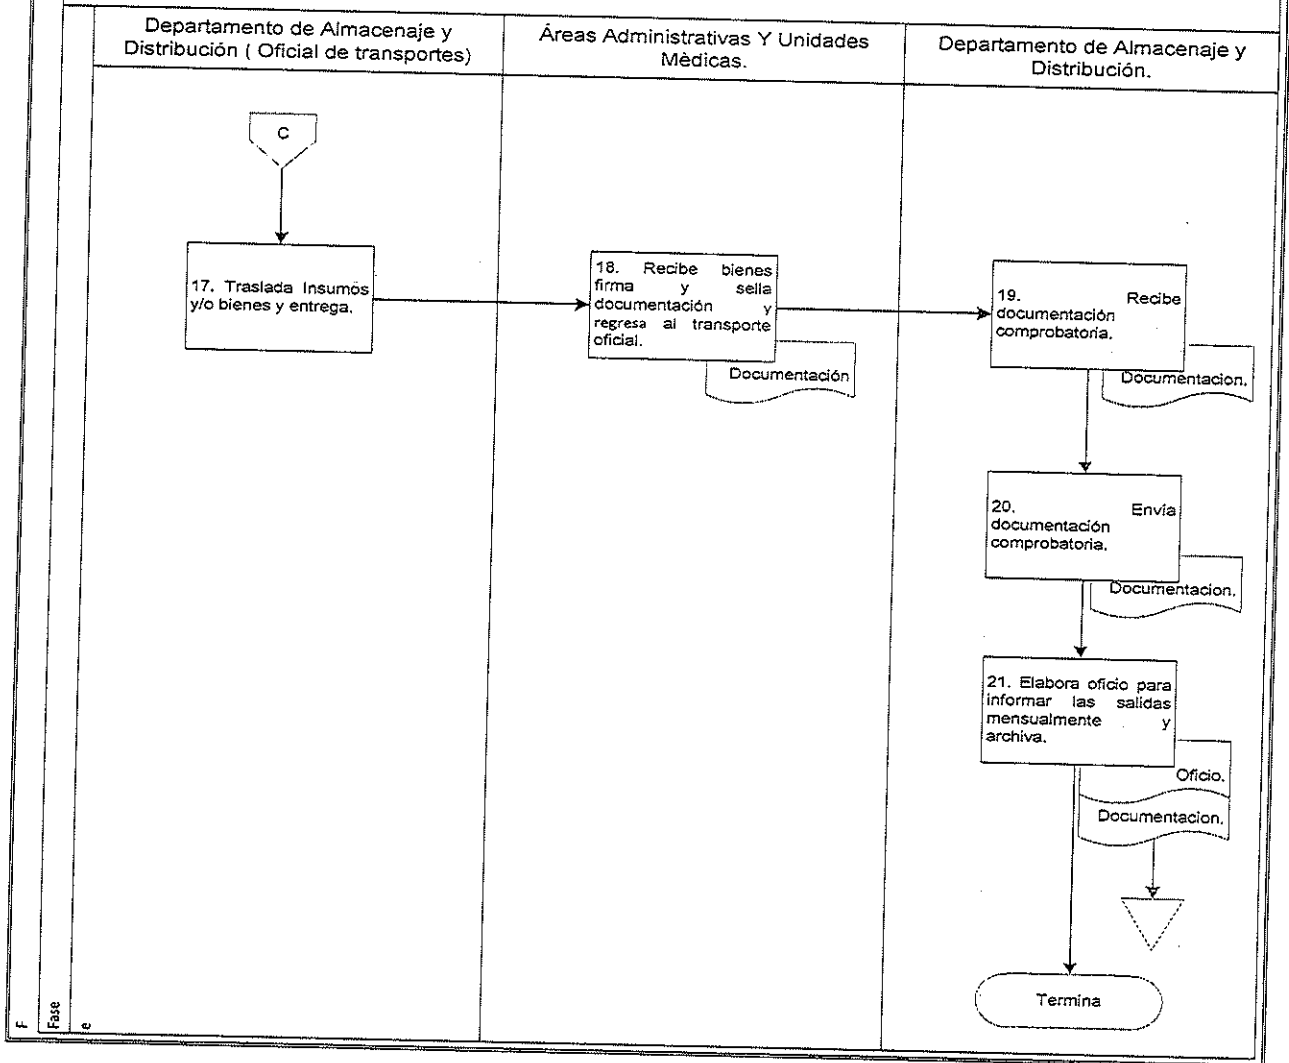 Departamento de Almacenaje y
Distribución ( Oficial de transportes)
Áreas Administrativas Y Unidades
Mèdicas.
Departamento de Almacenaje y
Distribución.
C
17. Traslada Insumos
y/o bienes y entrega.
18. Recibe bienes
firma y sella
documentación y
regresa al transporte
oficial.
Documentación
19. Recibe
documentación
comprobatoria.
Documentacion.
20. Envía
documentación
comprobatoria.
Documentacion.
21. Elabora oficio para
informar las salidas
mensualmente y
archiva.
Oficio.
Documentacion.
Termina
F
Fase
e